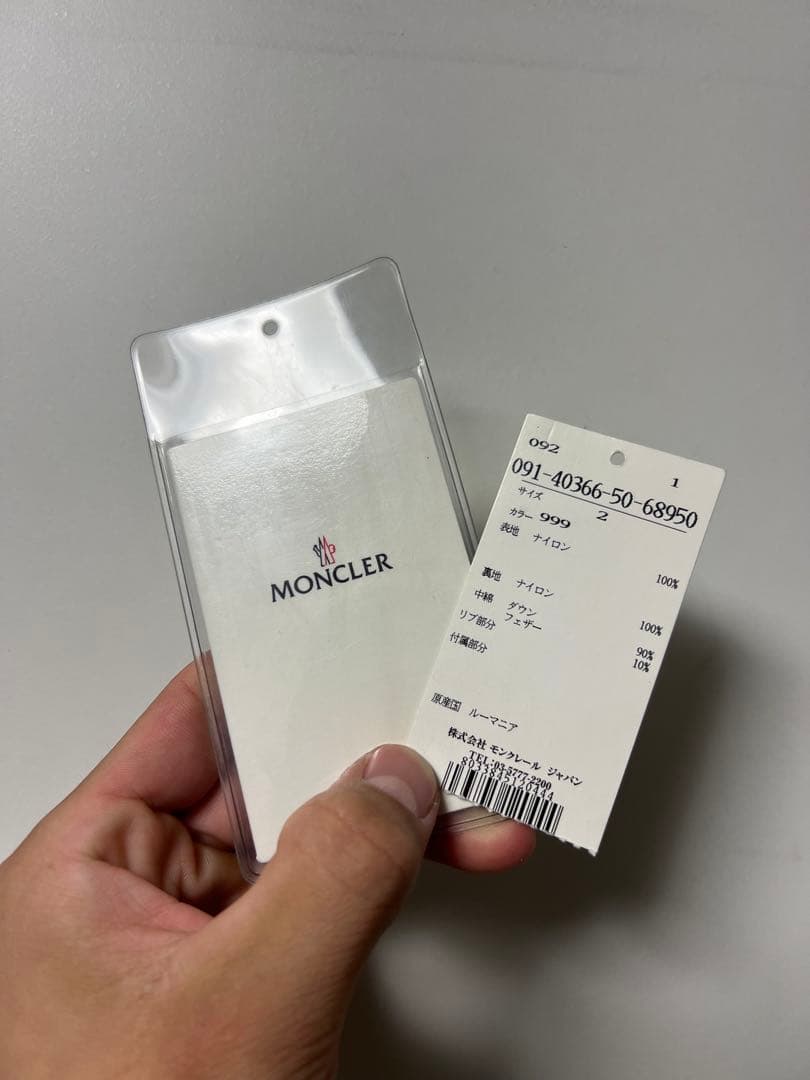 MONCLER
092
1
091-40366-50-68950
サイズ 2
カラー 999
表地 ナイロン 100%
裏地 ナイロン 100%
中綿 ダウン 90%
フェザー 10%
リブ部分
付属部分
原産国 ルーマニア
株式会社 モンクレール ジャパン
TEL:03-5777-2200
8033845120444